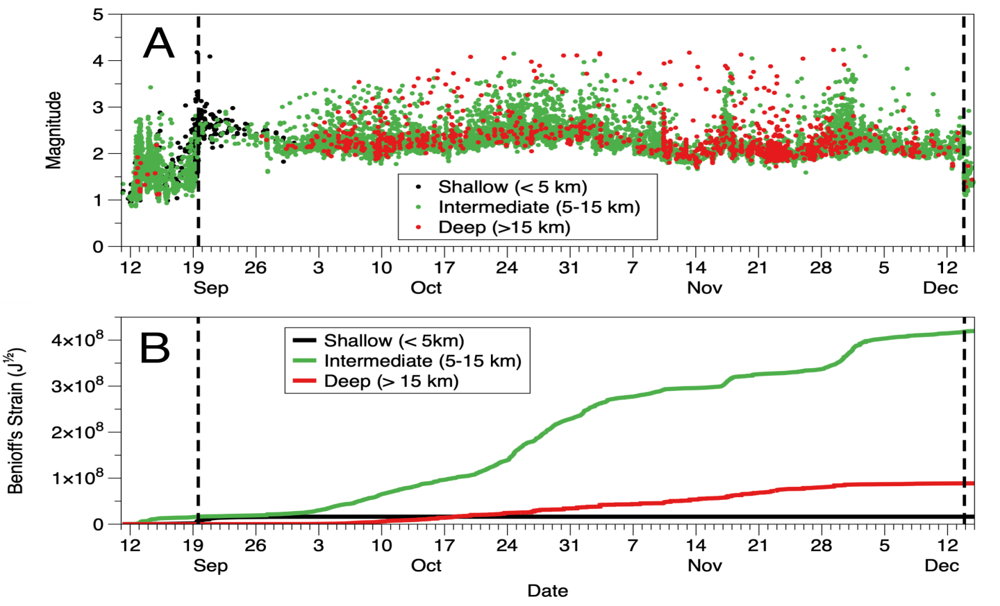 A
Magnitude
5
4
3
2
1
0
Shallow (< 5 km)
Intermediate (5-15 km)
Deep (>15 km)
12 19 26 3 10 17 24 31 7 14 21 28 5 12
Sep Oct Nov Dec
B
Benioff's Strain (J½)
4×10⁸
3×10⁸
2×10⁸
1×10⁸
0
Shallow (< 5km)
Intermediate (5-15 km)
Deep (> 15 km)
12 19 26 3 10 17 24 31 7 14 21 28 5 12
Sep Oct Nov Dec
Date